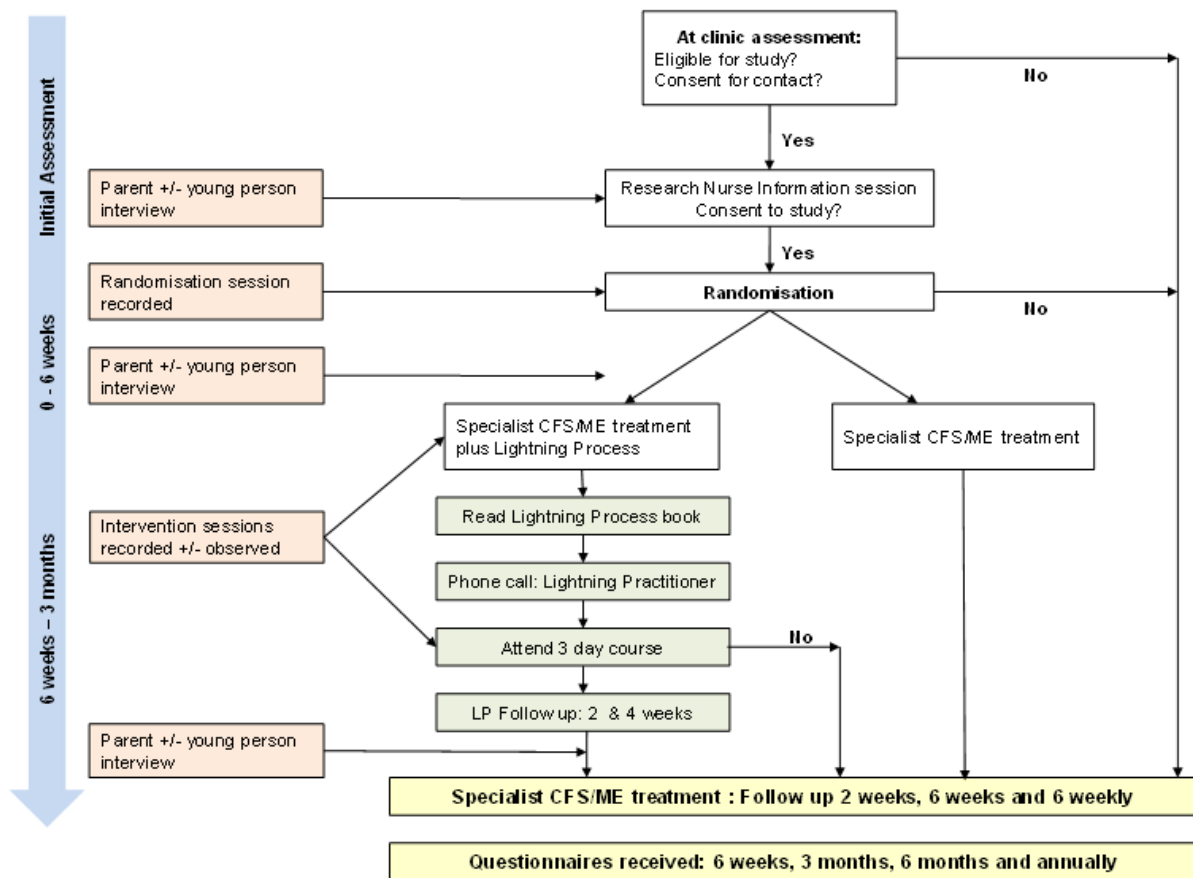 At clinic assessment:
Eligible for study?
Consent for contact?
No
Yes
Initial Assessment
Parent +/- young person
interview
Research Nurse Information session
Consent to study?
Yes
Randomisation session
recorded
Randomisation
No
0 - 6 weeks
Parent +/- young person
interview
Specialist CFS/ME treatment
plus Lightning Process
Specialist CFS/ME treatment
Read Lightning Process book
Intervention sessions
recorded +/- observed
Phone call: Lightning Practitioner
6 weeks – 3 months
Attend 3 day course
No
LP Follow up: 2 & 4 weeks
Parent +/- young person
interview
Specialist CFS/ME treatment : Follow up 2 weeks, 6 weeks and 6 weekly
Questionnaires received: 6 weeks, 3 months, 6 months and annually